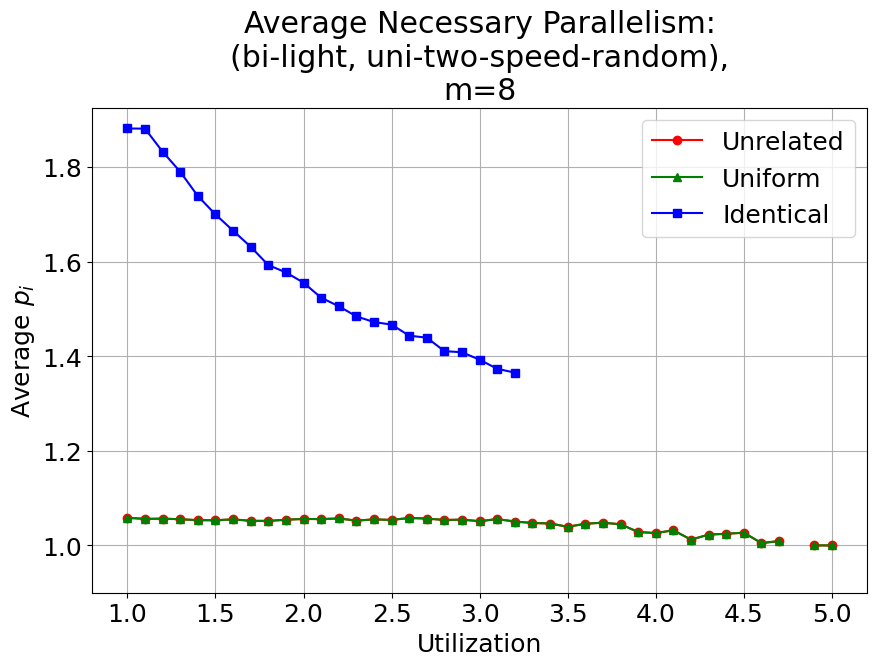 Average Necessary Parallelism:
(bi-light, uni-two-speed-random),
m=8
Unrelated
Uniform
Identical
Average $p_i$
1.8
1.6
1.4
1.2
1.0
1.0 1.5 2.0 2.5 3.0 3.5 4.0 4.5 5.0
Utilization